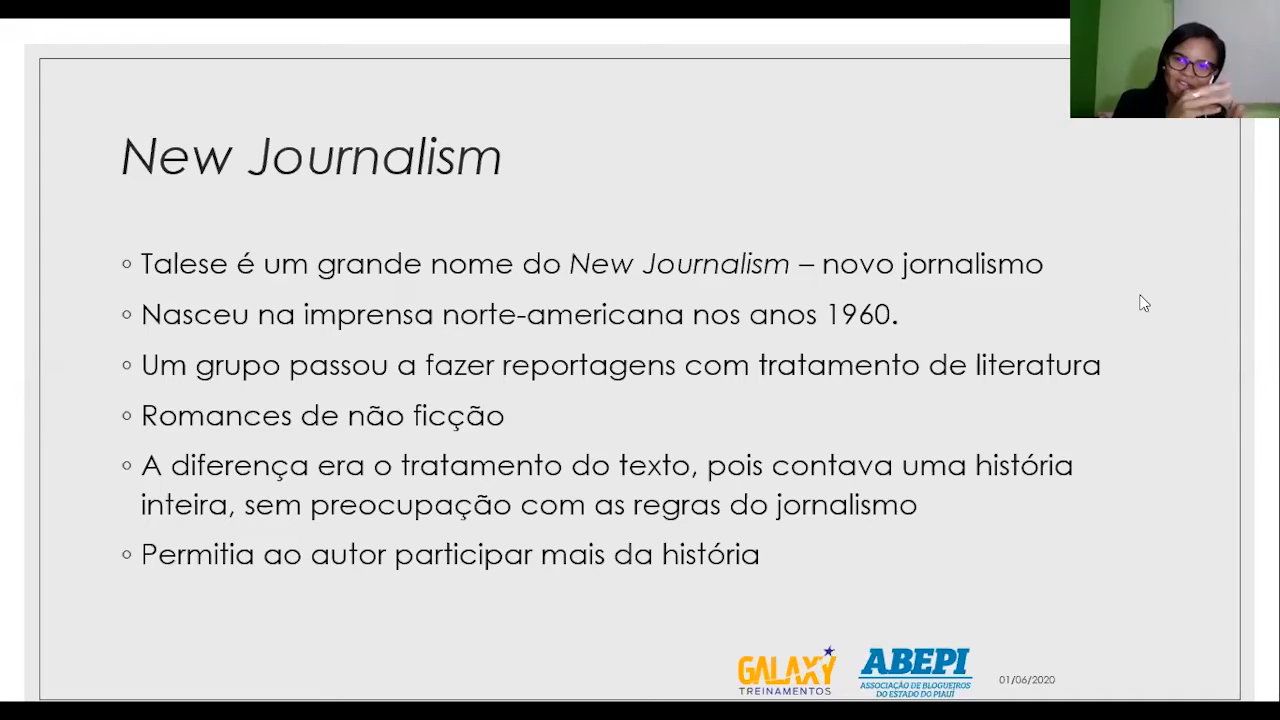 New Journalism
◦ Talese é um grande nome do New Journalism – novo jornalismo
◦ Nasceu na imprensa norte-americana nos anos 1960.
◦ Um grupo passou a fazer reportagens com tratamento de literatura
◦ Romances de não ficção
◦ A diferença era o tratamento do texto, pois contava uma história
inteira, sem preocupação com as regras do jornalismo
◦ Permitia ao autor participar mais da história
GALAXY
TREINAMENTOS
ABEPI
ASSOCIAÇÃO DE BLOGUEIROS
DO ESTADO DO PIAUÍ
01/06/2020